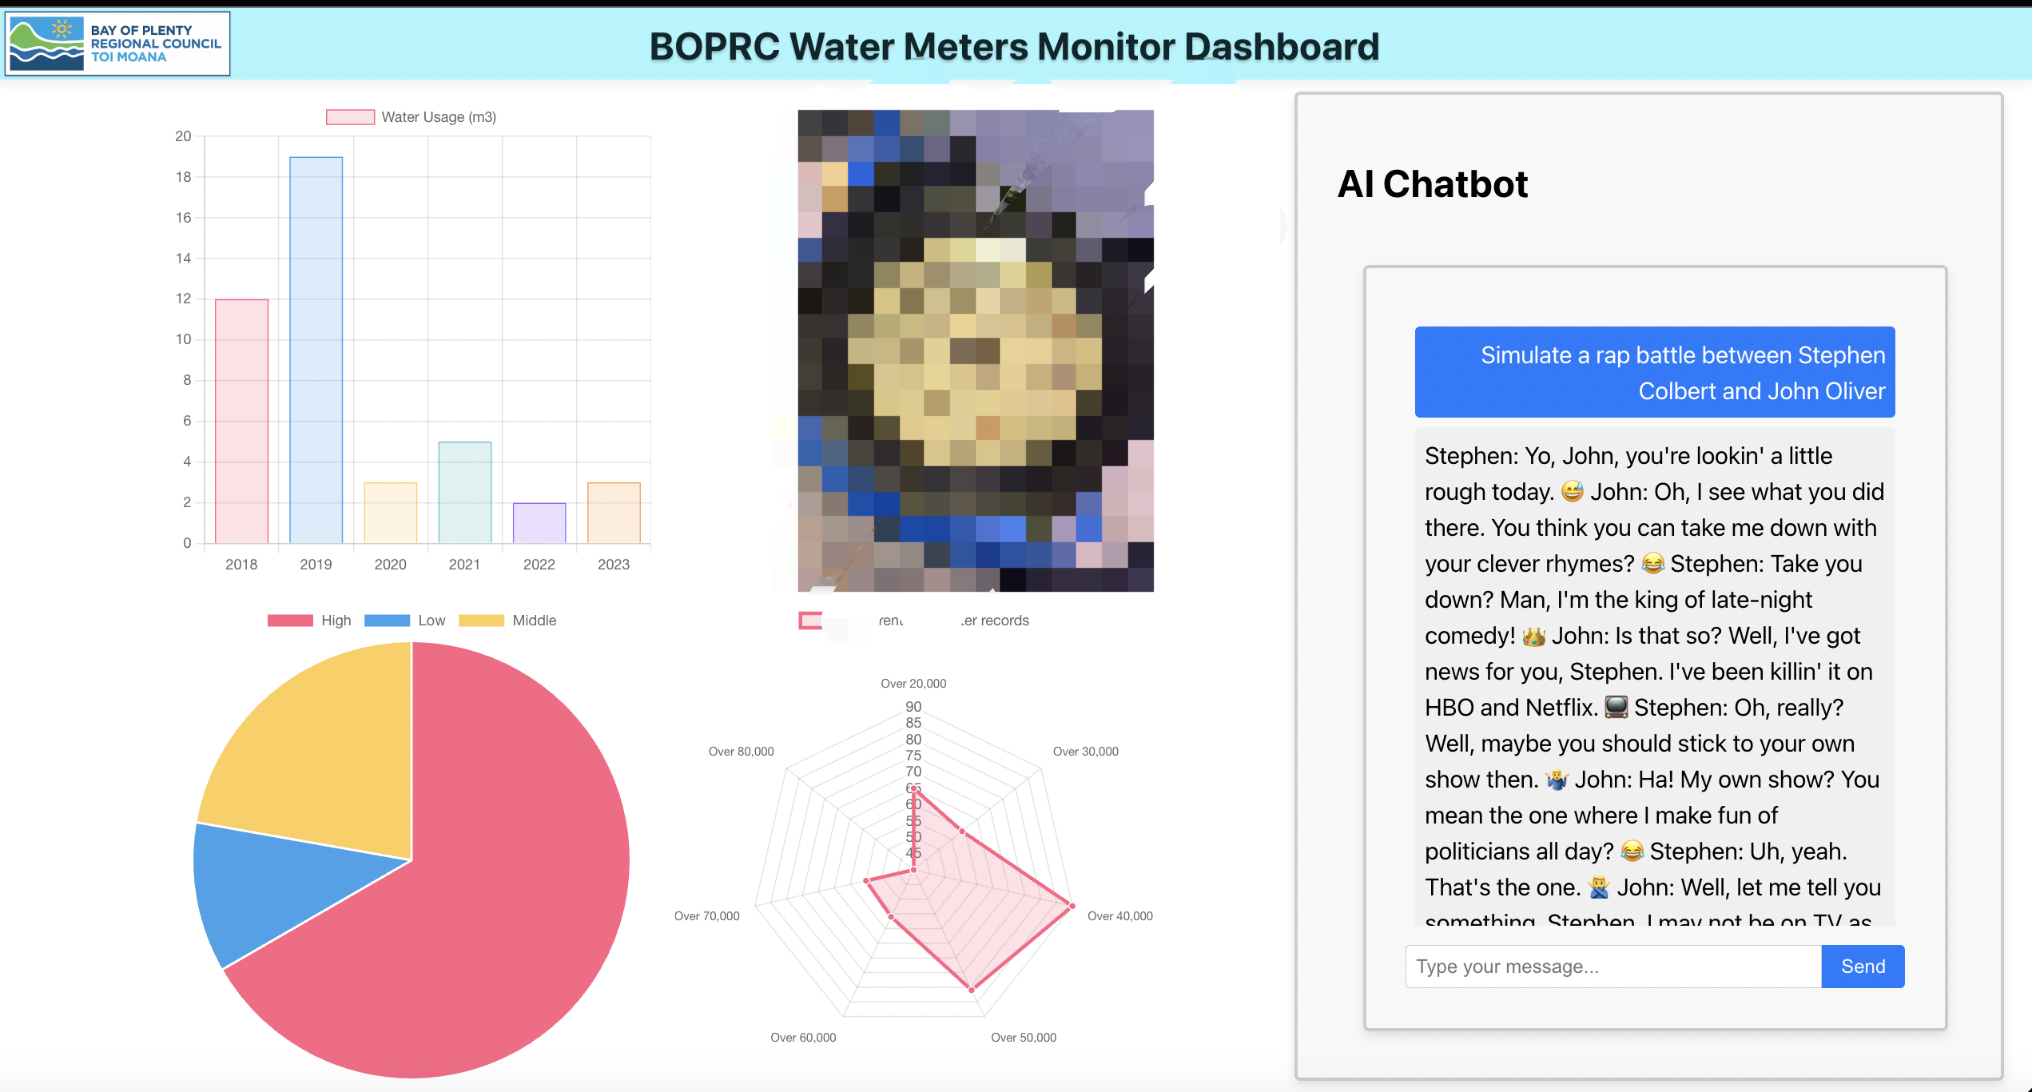 BAY OF PLENTY
REGIONAL COUNCIL
TOI MOANA
BOPRC Water Meters Monitor Dashboard
Water Usage (m3)
20
18
16
14
12
10
8
6
4
2
0
2018 2019 2020 2021 2022 2023
High Low Middle
er records
Over 20,000
90
85
80
75
70
65
60
55
50
45
Over 30,000
Over 40,000
Over 50,000
Over 60,000
Over 70,000
Over 80,000
AI Chatbot
Simulate a rap battle between Stephen
Colbert and John Oliver
Stephen: Yo, John, you're lookin' a little
rough today. 😅 John: Oh, I see what you did
there. You think you can take me down with
your clever rhymes? 😂 Stephen: Take you
down? Man, I'm the king of late-night
comedy! 👑 John: Is that so? Well, I've got
news for you, Stephen. I've been killin' it on
HBO and Netflix. 📺 Stephen: Oh, really?
Well, maybe you should stick to your own
show then. 🤷‍♂️ John: Ha! My own show? You
mean the one where I make fun of
politicians all day? 😂 Stephen: Uh, yeah.
That's the one. 🙅‍♂️ John: Well, let me tell you
something, Stephen. I may not be on TV as
Type your message...
Send